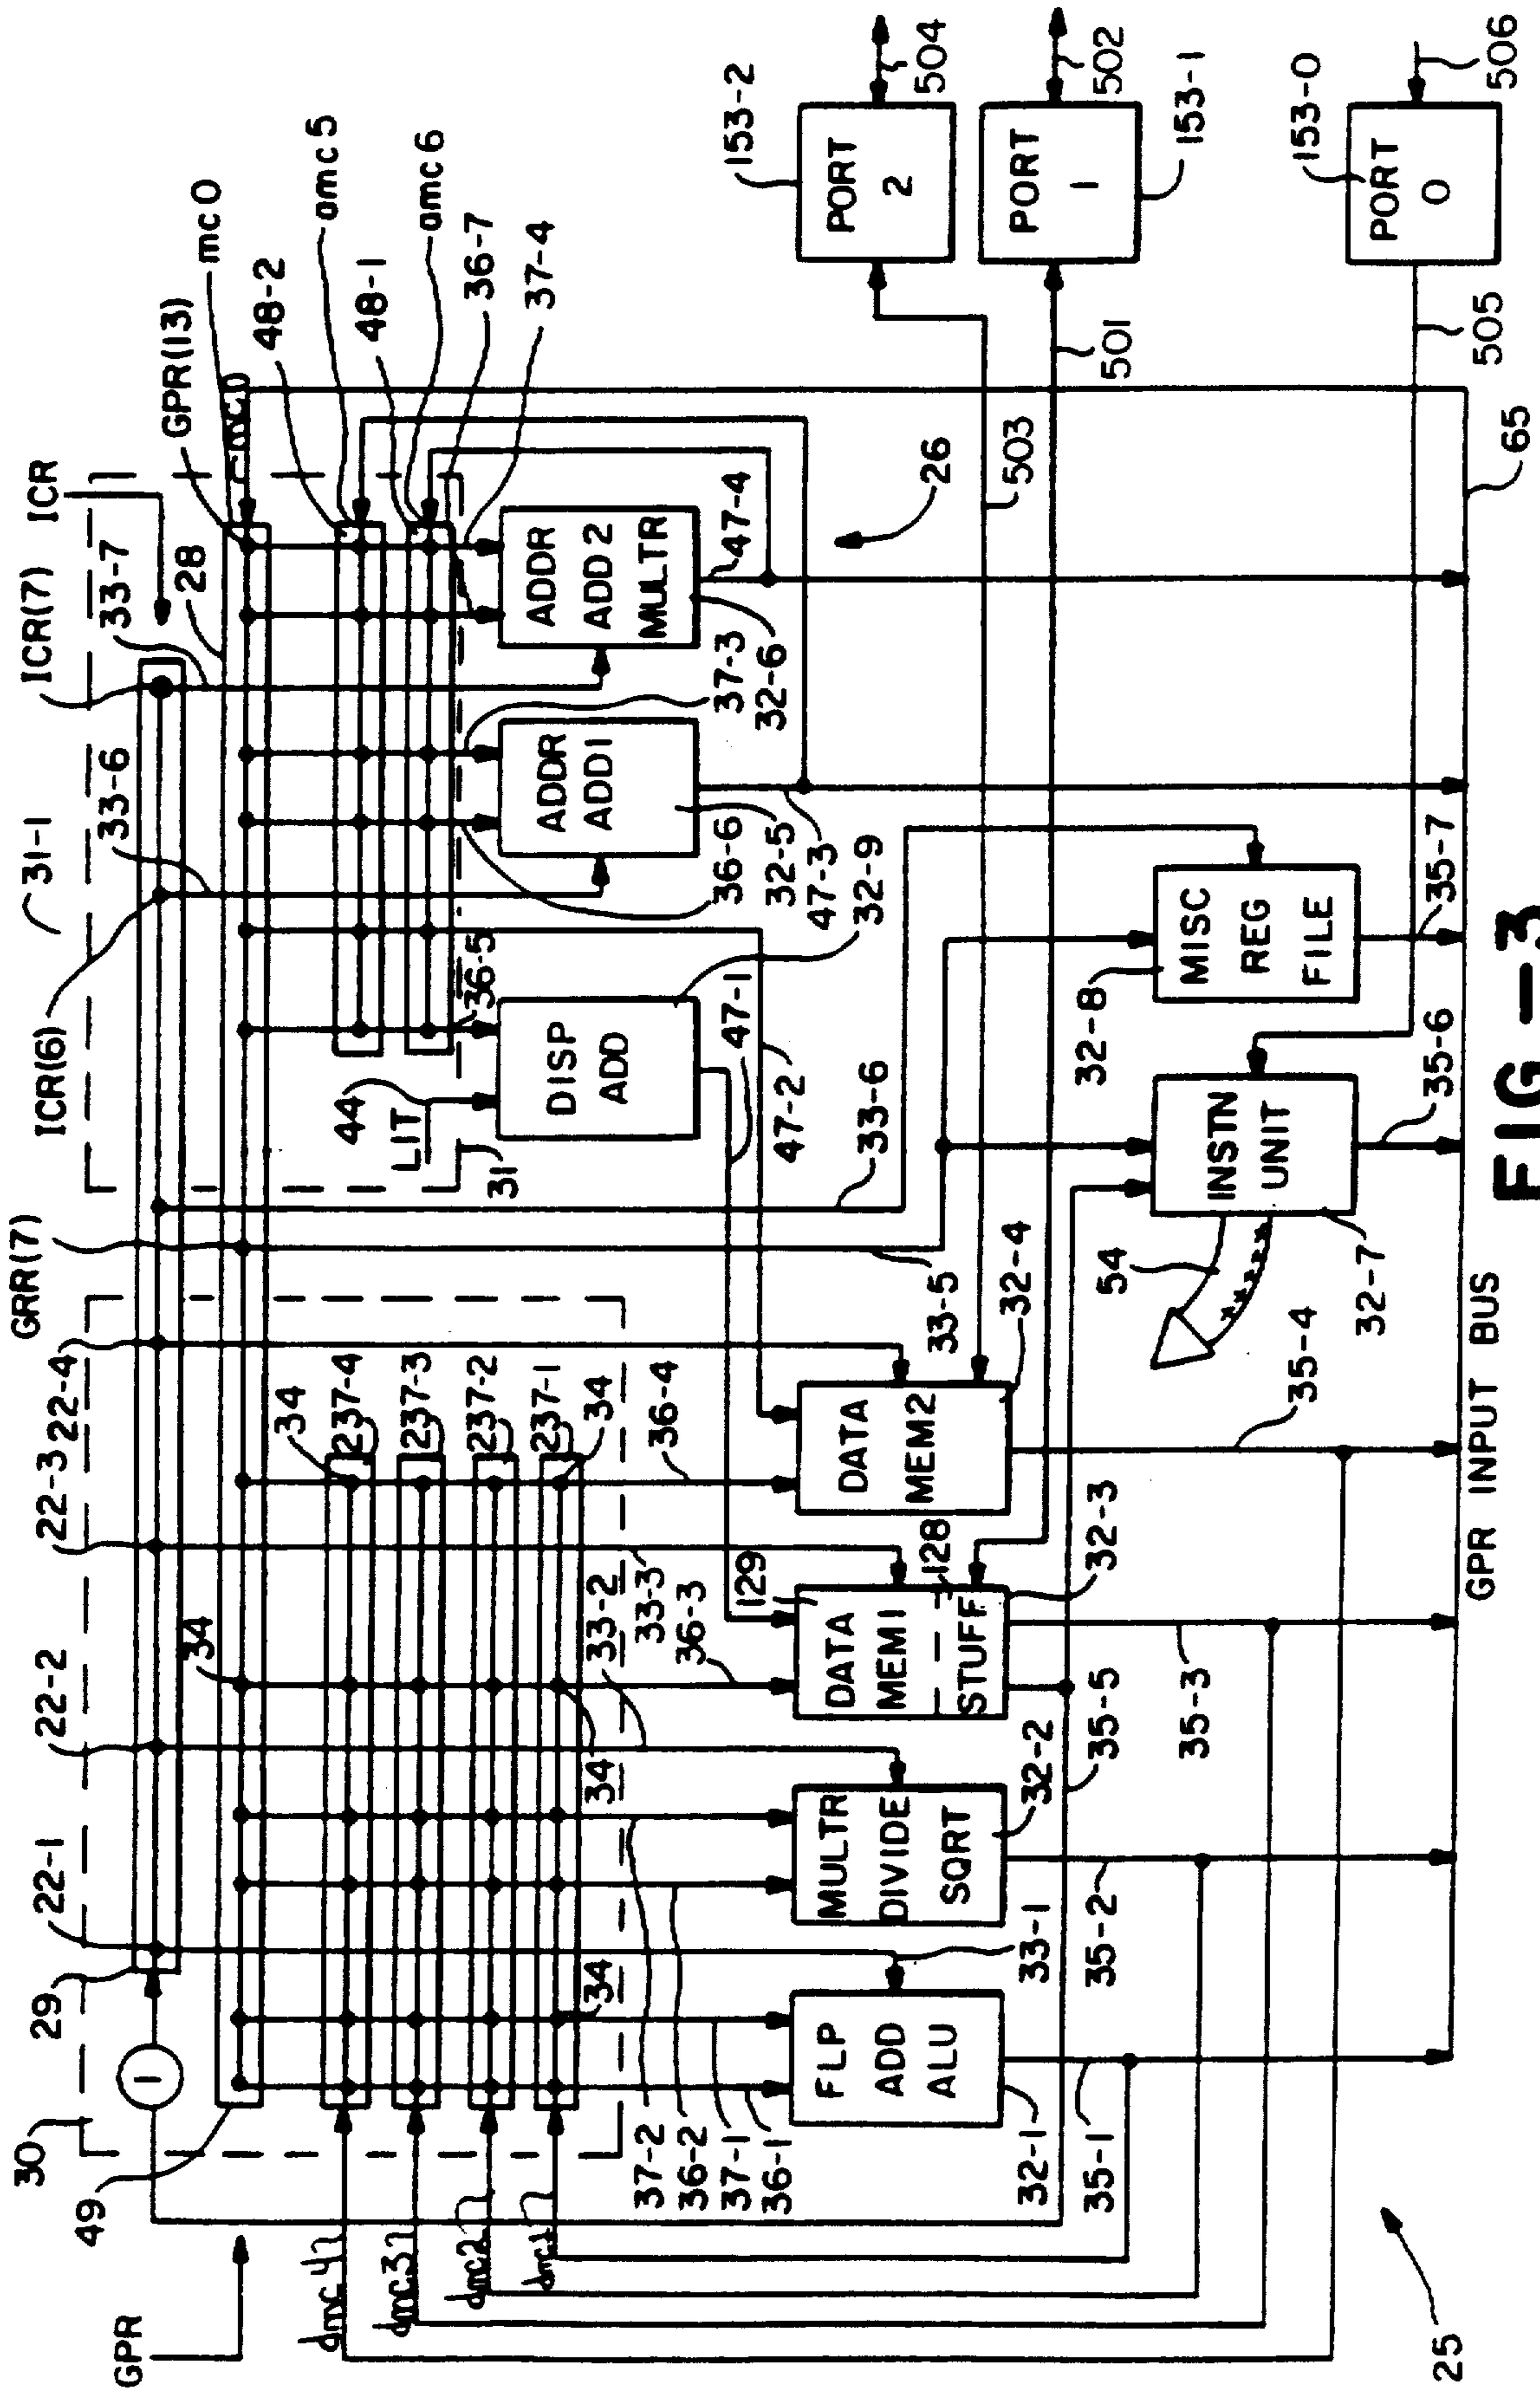 GPR
30
49
29
22-1
22-2
22-3
22-4
GRR(7)
ICR(6)
33-6
31-1
ICR(7)
33-7
28
ICR
GPR(13)
mc0
mc0
48-2
amc5
48-1
amc6
36-7
37-4
1
34
34
237-4
237-3
237-2
237-1
34
34
34
dmc4
dmc3
dmc2
dmc1
37-2
36-2
37-1
36-1
33-2
33-3
36-3
36-4
44
LIT
31
36-5
36-6
37-3
32-6
32-5
47-3
32-9
47-1
47-2
33-6
33-5
47-4
26
FLP
ADD
ALU
32-1
33-1
MULTR
DIVIDE
SQRT
32-2
129
DATA
MEM1
STUFF
128
32-3
DATA
MEM2
32-4
DISP
ADD
ADDR
ADD1
ADDR
ADD2
MULTR
35-1
35-2
35-5
35-3
35-4
54
INSTN
UNIT
32-7
35-6
32-8
MISC
REG
FILE
35-7
503
501
505
65
153-2
PORT
2
504
PORT
1
502
153-1
153-0
PORT
0
506
GPR INPUT BUS
25
FIG-3